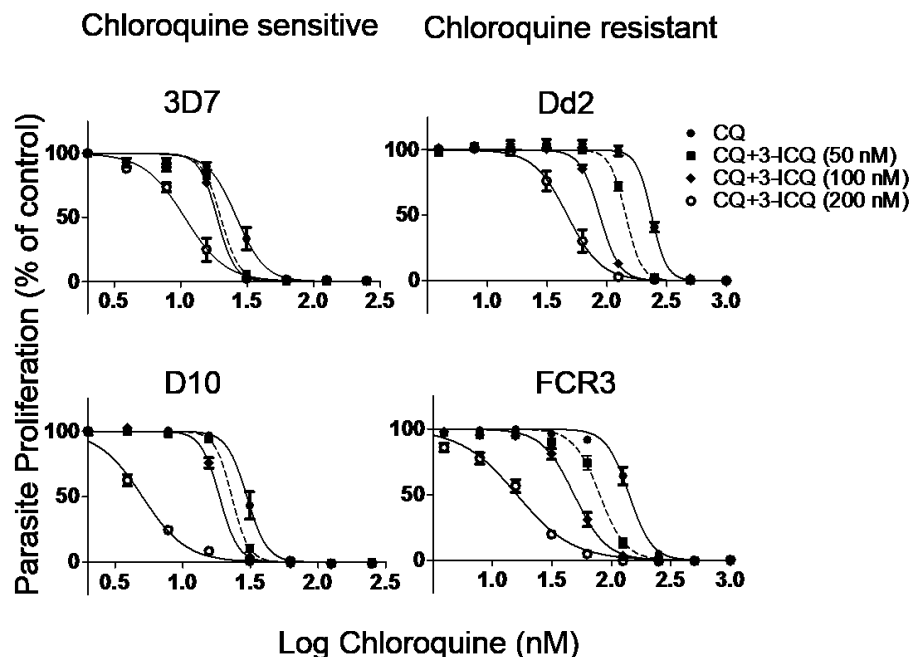 Chloroquine sensitive
Chloroquine resistant
3D7
Dd2
CQ
CQ+3-ICQ (50 nM)
CQ+3-ICQ (100 nM)
CQ+3-ICQ (200 nM)
Parasite Proliferation (% of control)
100
50
0
0.5 1.0 1.5 2.0 2.5
100
50
0
1.0 1.5 2.0 2.5 3.0
D10
FCR3
100
50
0
0.5 1.0 1.5 2.0 2.5
100
50
0
1.0 1.5 2.0 2.5 3.0
Log Chloroquine (nM)